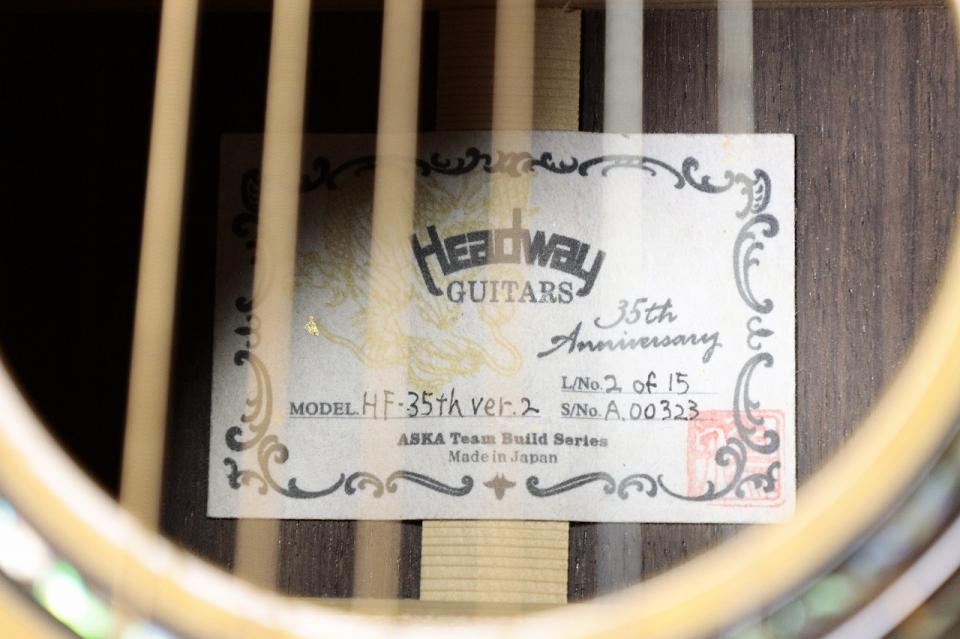 Headway
GUITARS
35th
Anniversary
L/No. 2 of 15
MODEL. HF-35th ver.2 S/No. A.00323
ASKA Team Build Series
Made in Japan